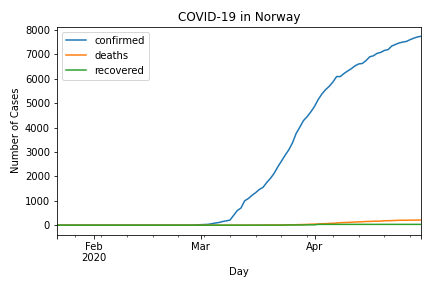 COVID-19 in Norway
8000
7000
6000
5000
4000
3000
2000
1000
0
Number of Cases
confirmed
deaths
recovered
Feb
2020
Mar
Apr
Day